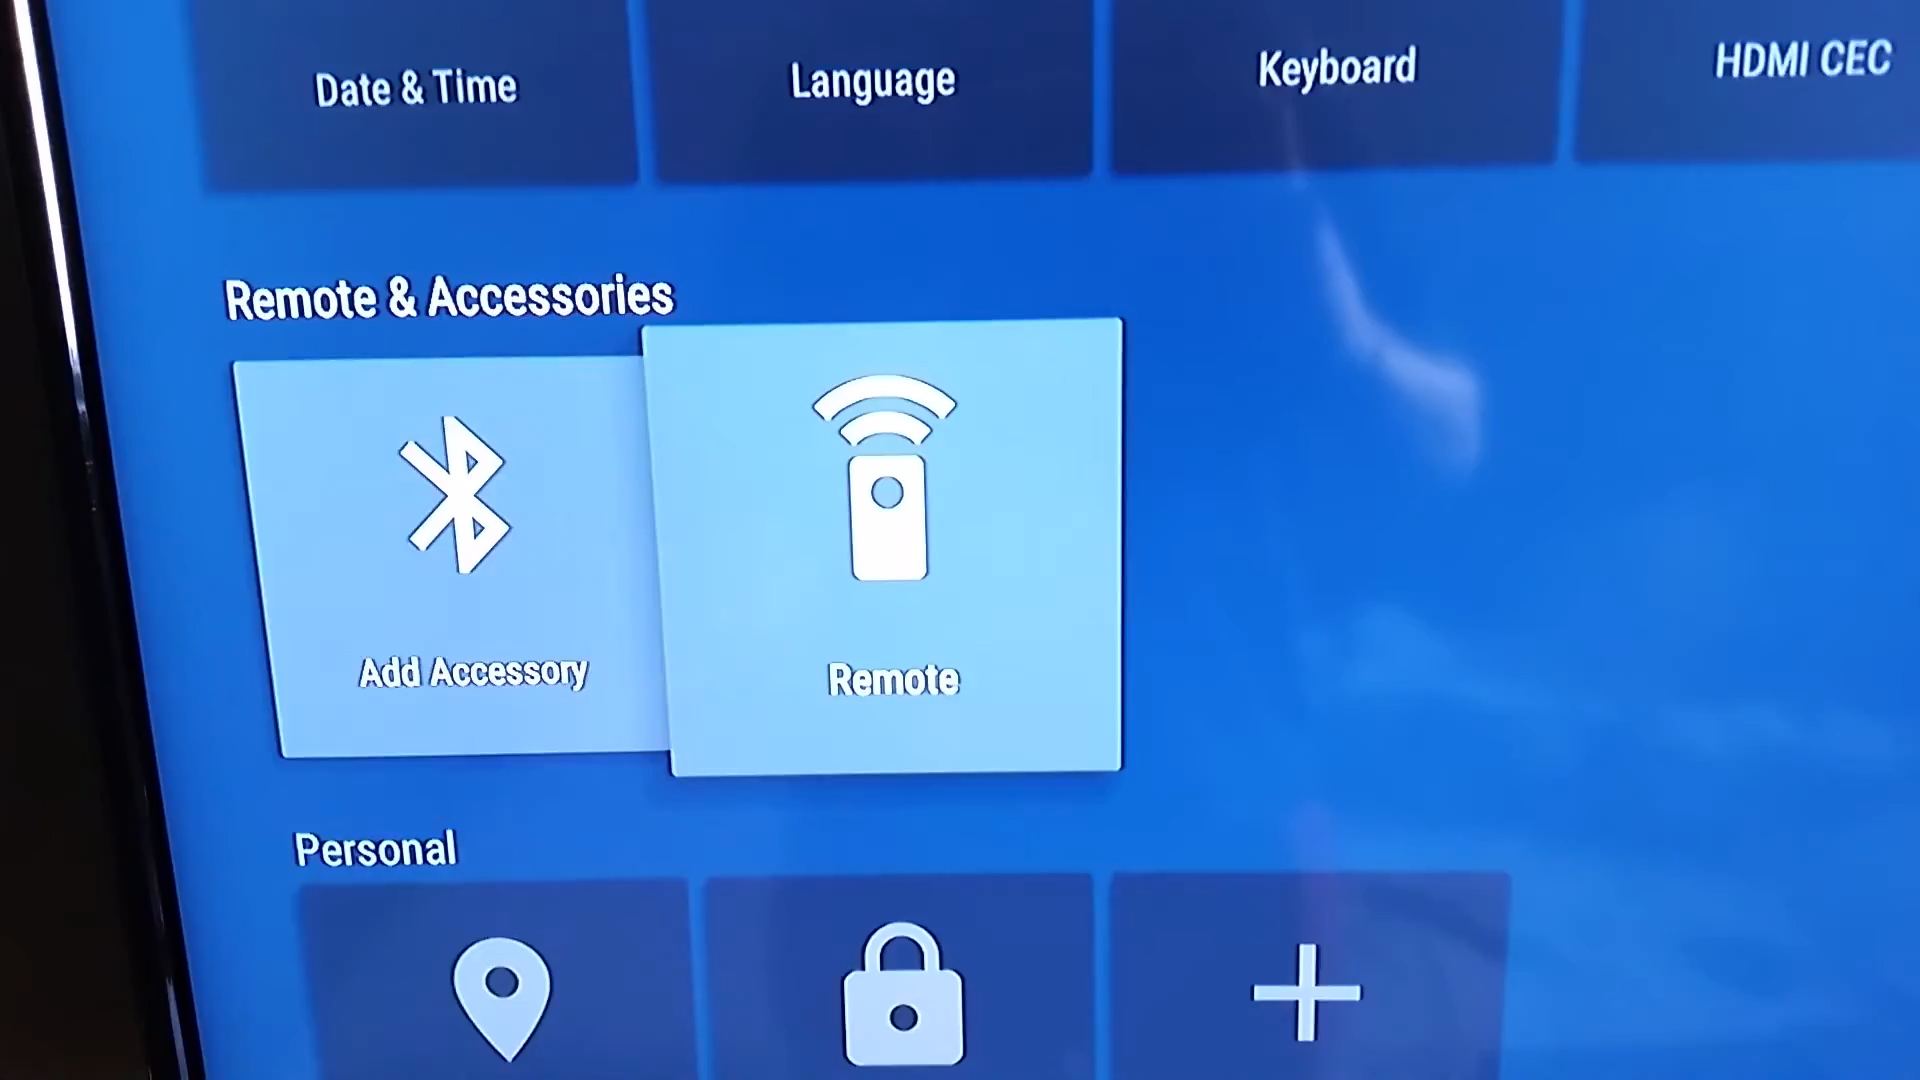 Date & Time
Language
Keyboard
HDMI CEC
Remote & Accessories
Add Accessory
Remote
Personal